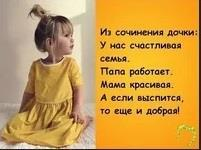 Из сочинения дочки:
У нас счастливая
семья.
Папа работает.
Мама красивая.
А если выспится,
то еще и добрая!